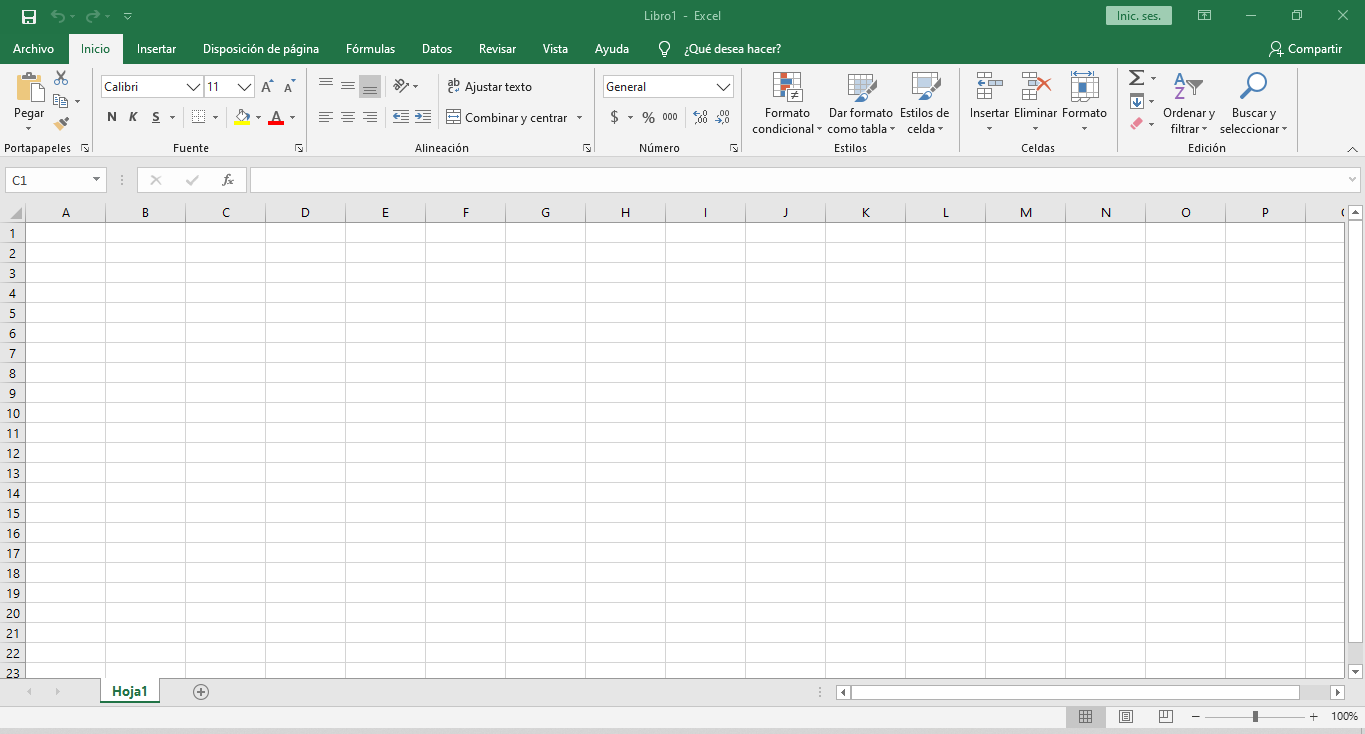 Libro1 - Excel
Inic. ses.
Archivo Inicio Insertar Disposición de página Fórmulas Datos Revisar Vista Ayuda ¿Qué desea hacer? Compartir
Pegar
Portapapeles
Calibri 11
N K S
Fuente
Ajustar texto
Combinar y centrar
Alineación
General
$ % 000
Número
Formato condicional
Dar formato como tabla
Estilos de celda
Estilos
Insertar Eliminar Formato
Celdas
Ordenar y filtrar
Buscar y seleccionar
Edición
C1 fx
A B C D E F G H I J K L M N O P
1
2
3
4
5
6
7
8
9
10
11
12
13
14
15
16
17
18
19
20
21
22
23
Hoja1
100%